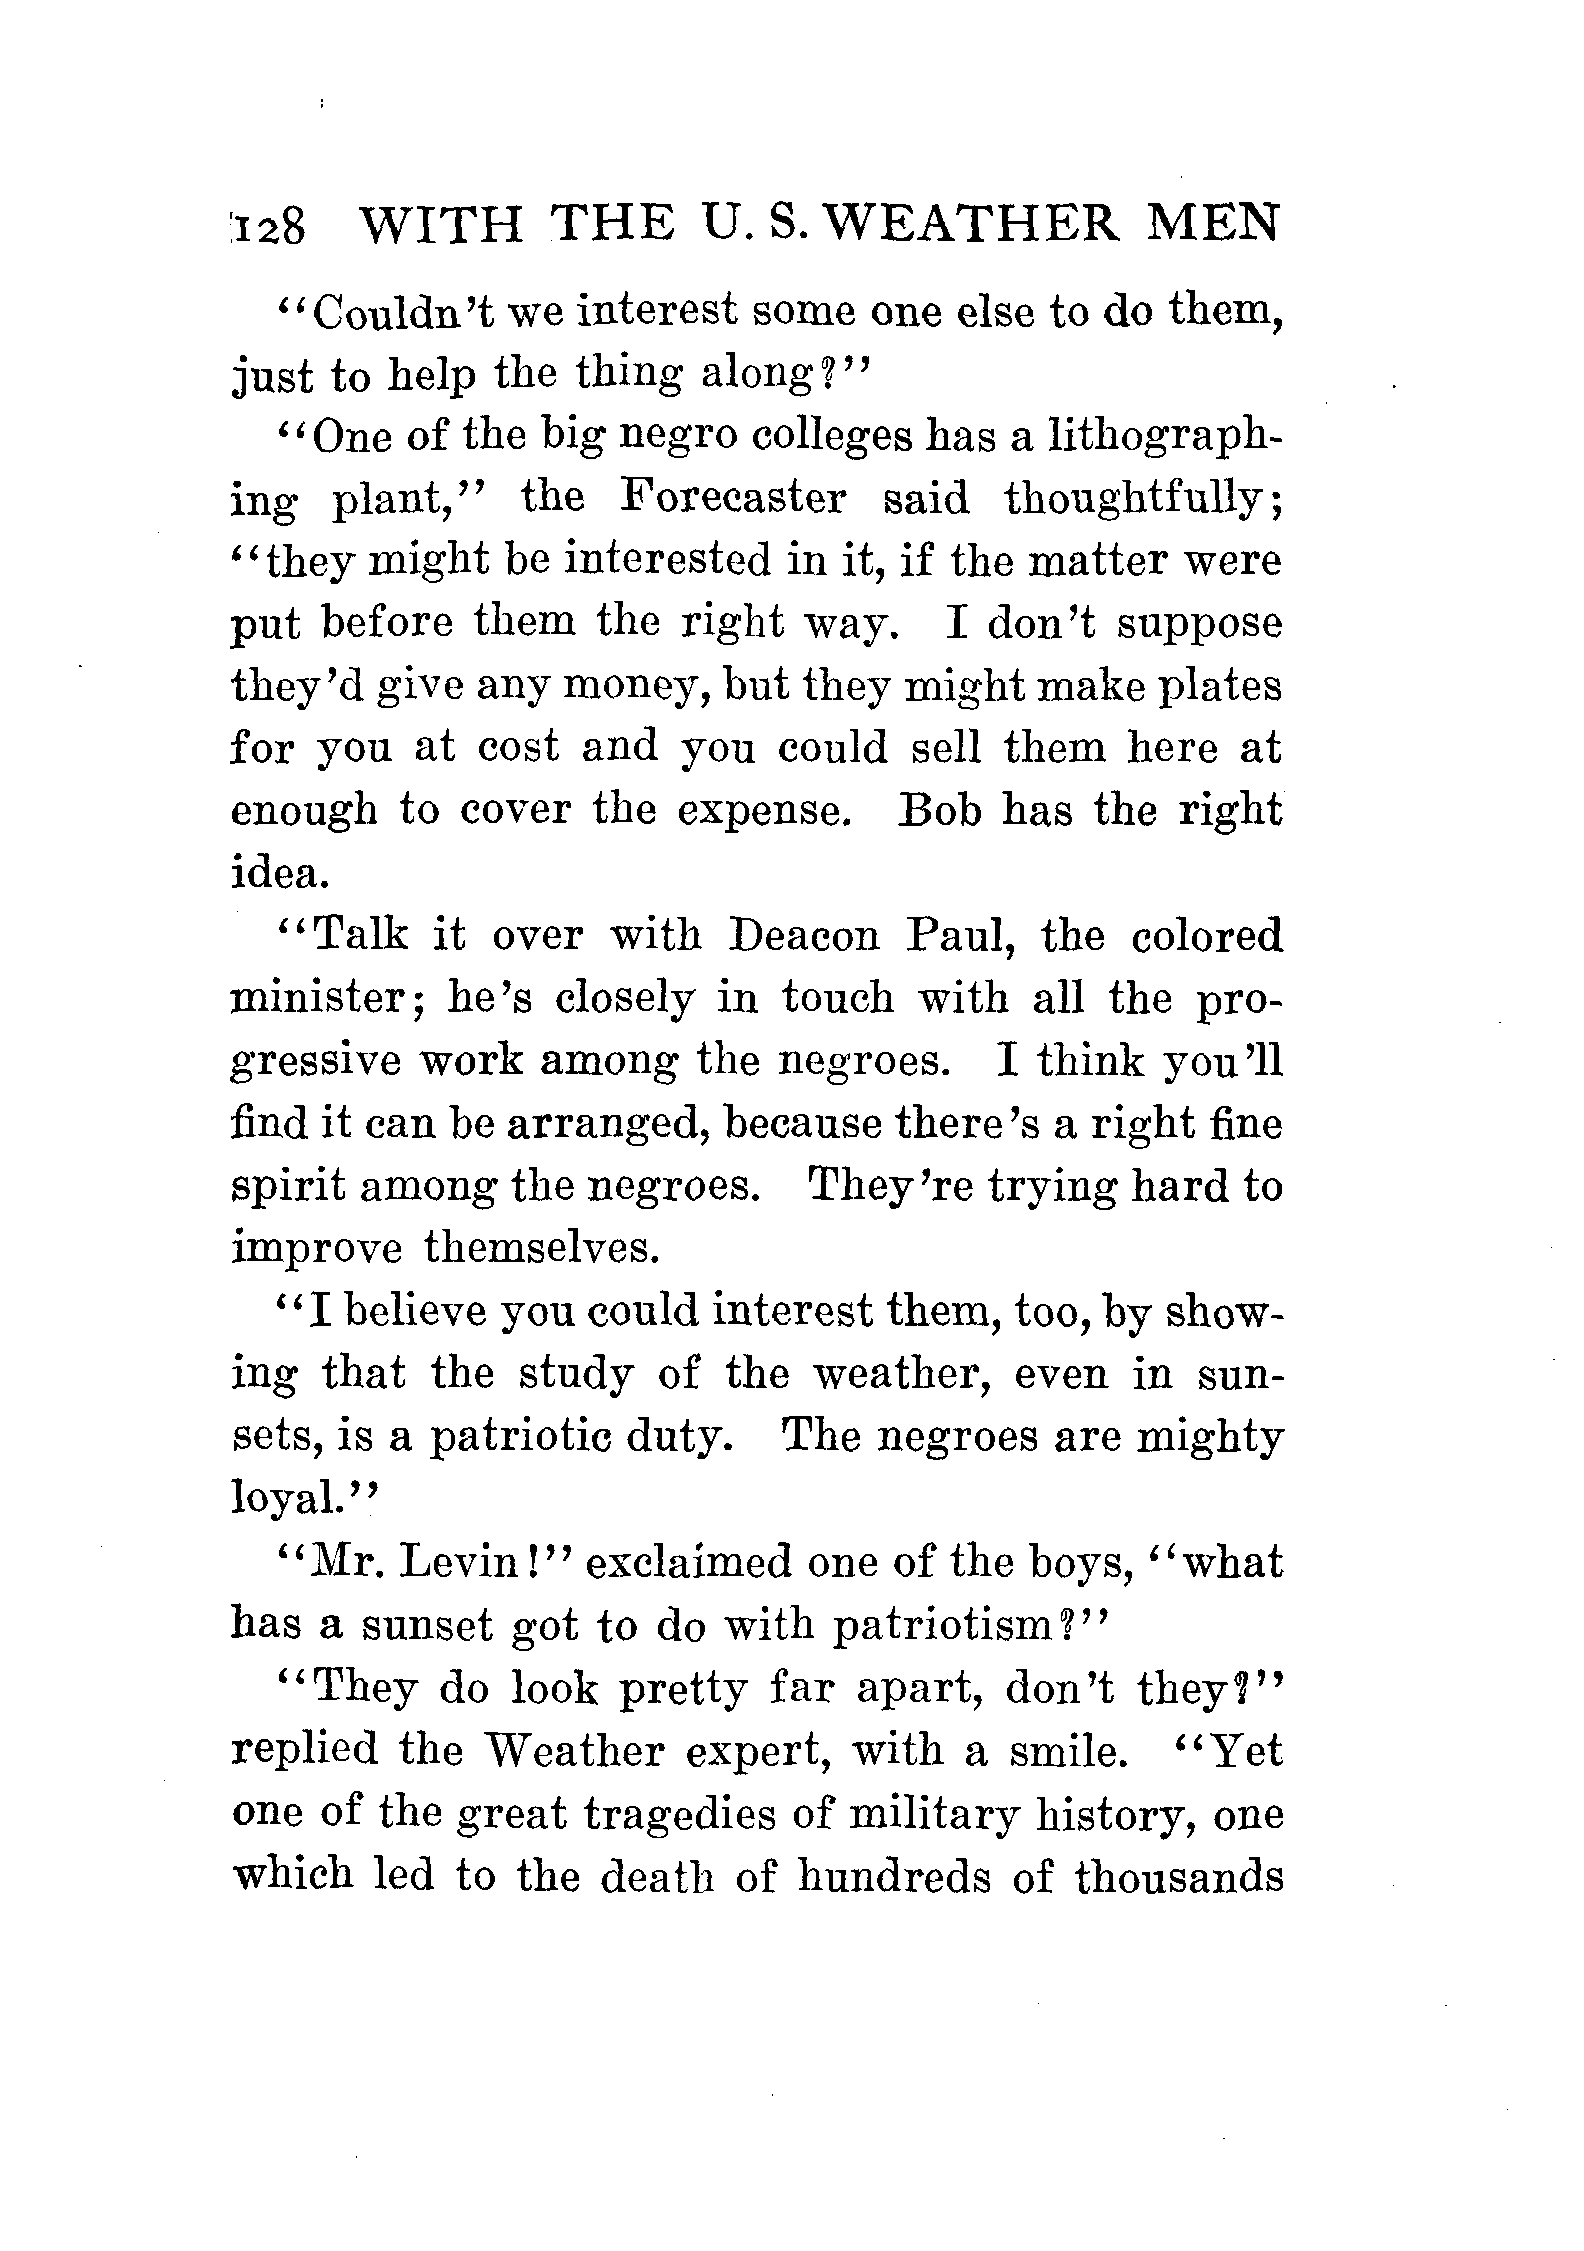 128 WITH THE U. S. WEATHER MEN
"Couldn't we interest some one else to do them,
just to help the thing along?"
"One of the big negro colleges has a lithograph-
ing plant," the Forecaster said thoughtfully;
"they might be interested in it, if the matter were
put before them the right way. I don't suppose
they'd give any money, but they might make plates
for you at cost and you could sell them here at
enough to cover the expense. Bob has the right
idea.
"Talk it over with Deacon Paul, the colored
minister; he's closely in touch with all the pro-
gressive work among the negroes. I think you'll
find it can be arranged, because there's a right fine
spirit among the negroes. They're trying hard to
improve themselves.
"I believe you could interest them, too, by show-
ing that the study of the weather, even in sun-
sets, is a patriotic duty. The negroes are mighty
loyal."
"Mr. Levin!" exclaimed one of the boys, "what
has a sunset got to do with patriotism?"
"They do look pretty far apart, don't they?"
replied the Weather expert, with a smile. "Yet
one of the great tragedies of military history, one
which led to the death of hundreds of thousands